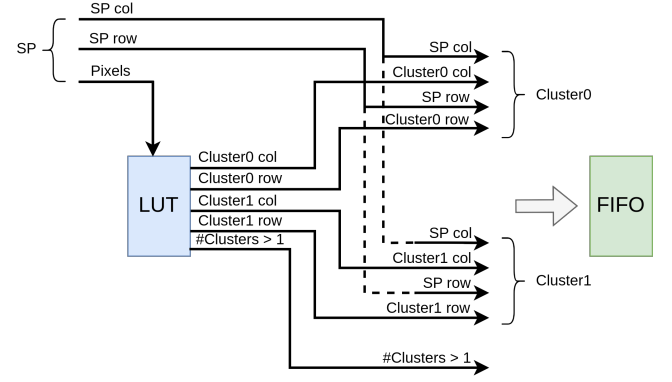 SP col
SP row
SP
Pixels
SP col
Cluster0 col
SP row
Cluster0 row
Cluster0
LUT
Cluster0 col
Cluster0 row
Cluster1 col
Cluster1 row
#Clusters > 1
FIFO
SP col
Cluster1 col
SP row
Cluster1 row
Cluster1
#Clusters > 1